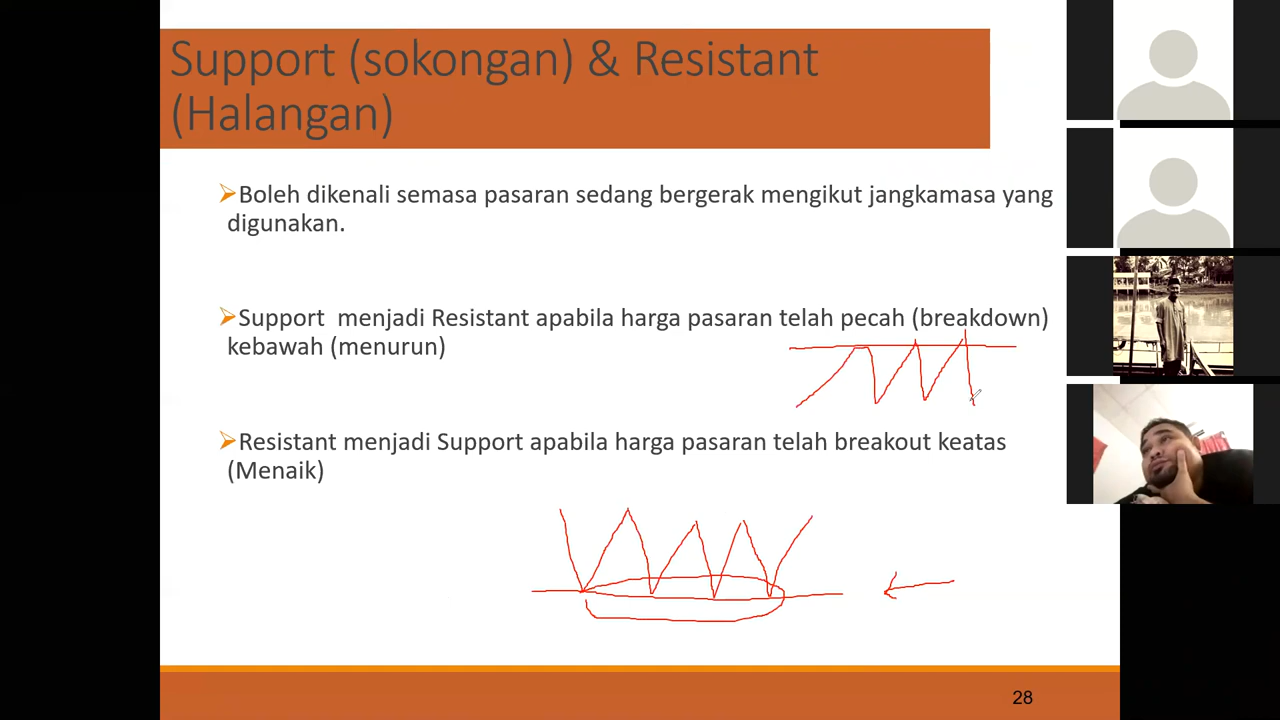 Support (sokongan) & Resistant
(Halangan)
➢Boleh dikenali semasa pasaran sedang bergerak mengikut jangkamasa yang
digunakan.
➢Support menjadi Resistant apabila harga pasaran telah pecah (breakdown)
kebawah (menurun)
➢Resistant menjadi Support apabila harga pasaran telah breakout keatas
(Menaik)
28